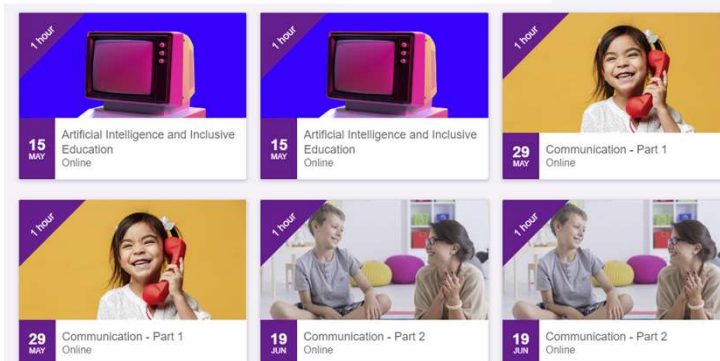 1 hour
15
MAY
Artificial Intelligence and Inclusive
Education
Online
1 hour
15
MAY
Artificial Intelligence and Inclusive
Education
Online
1 hour
29
MAY
Communication - Part 1
Online
1 hour
29
MAY
Communication - Part 1
Online
1 hour
19
JUN
Communication - Part 2
Online
1 hour
19
JUN
Communication - Part 2
Online